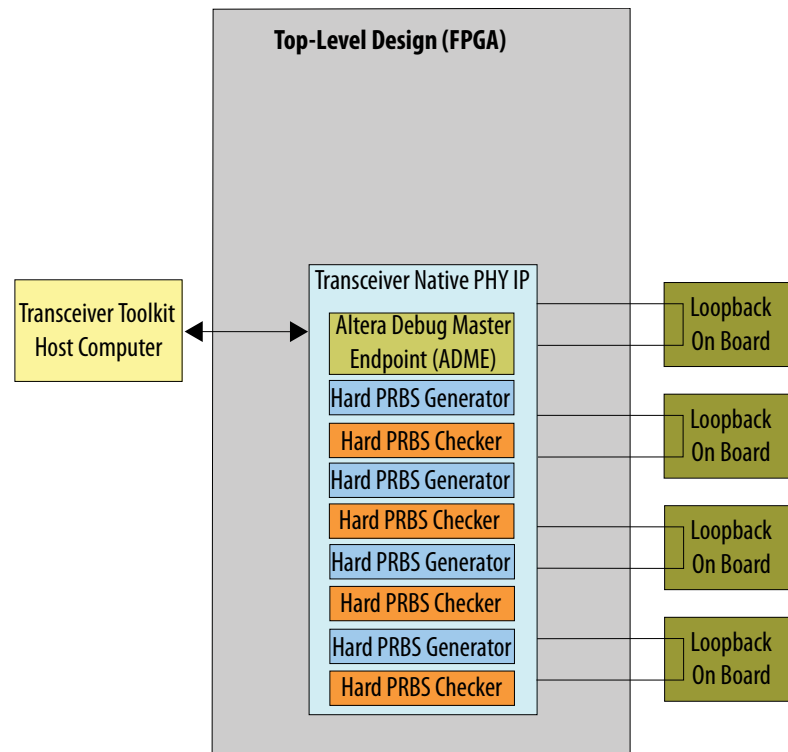 Top-Level Design (FPGA)
Transceiver Toolkit
Host Computer
Transceiver Native PHY IP
Altera Debug Master
Endpoint (ADME)
Hard PRBS Generator
Hard PRBS Checker
Hard PRBS Generator
Hard PRBS Checker
Hard PRBS Generator
Hard PRBS Checker
Hard PRBS Generator
Hard PRBS Checker
Loopback
On Board
Loopback
On Board
Loopback
On Board
Loopback
On Board